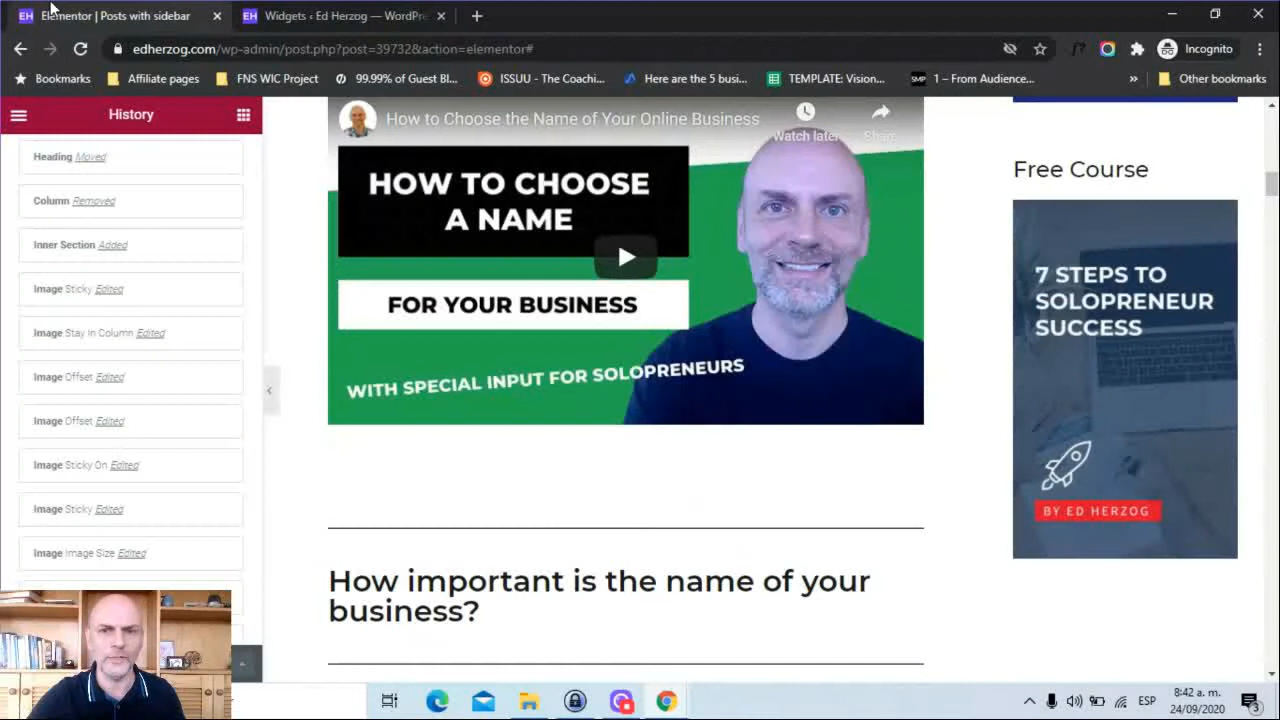 EH Elementor | Posts with sidebar
EH Widgets ‹ Ed Herzog — WordPre
edherzog.com/wp-admin/post.php?post=39732&action=elementor#
Incognito
Bookmarks
Affiliate pages
FNS WIC Project
99.99% of Guest Bl...
ISSUU - The Coachi...
Here are the 5 busi...
TEMPLATE: Vision...
SMP 1 – From Audience...
»
Other bookmarks
History
Heading Moved
Column Removed
Inner Section Added
Image Sticky Edited
Image Stay In Column Edited
Image Offset Edited
Image Offset Edited
Image Sticky On Edited
Image Sticky Edited
Image Image Size Edited
How to Choose the Name of Your Online Business
Watch later
Share
HOW TO CHOOSE
A NAME
FOR YOUR BUSINESS
WITH SPECIAL INPUT FOR SOLOPRENEURS
How important is the name of your
business?
Free Course
7 STEPS TO
SOLOPRENEUR
SUCCESS
BY ED HERZOG
ESP
8:42 a. m.
24/09/2020
3